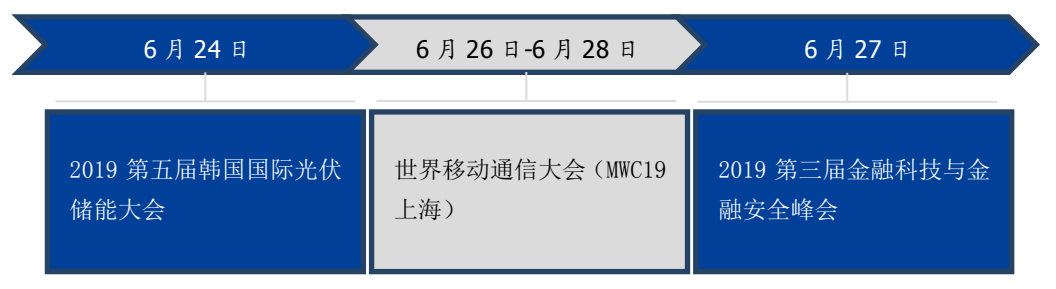 6 月 24 日
6 月 26 日-6 月 28 日
6 月 27 日
2019 第五届韩国国际光伏
储能大会
世界移动通信大会（MWC19
上海）
2019 第三届金融科技与金
融安全峰会